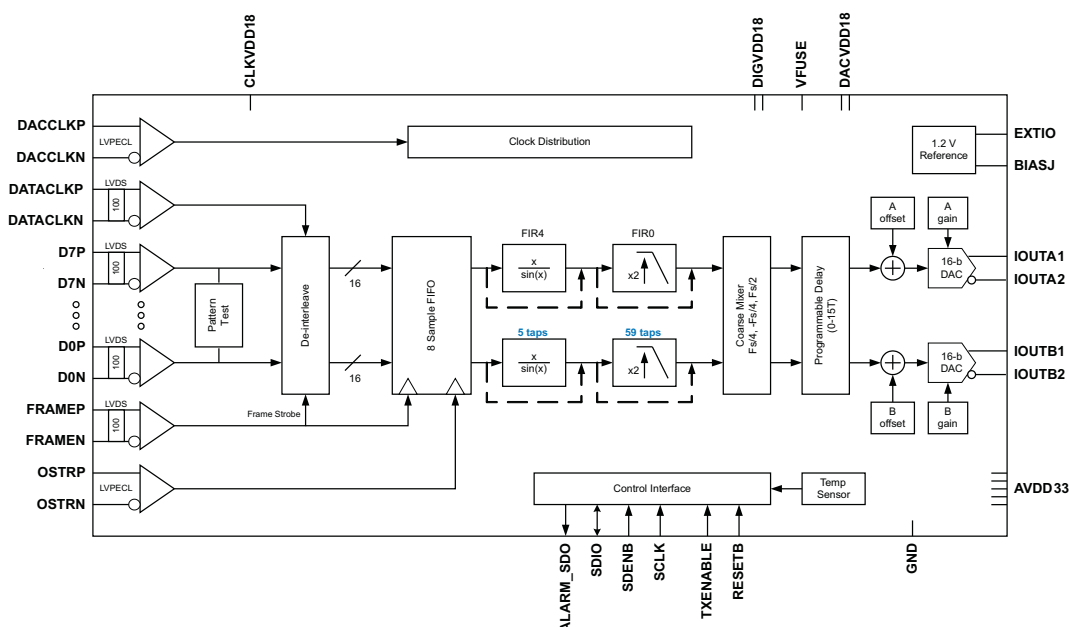 CLKVDD18
DIGVDD18
VFUSE
DACVDD18
DACCLKP
LVPECL
DACCLKN
Clock Distribution
1.2 V
Reference
EXTIO
BIASJ
DATACLKP
LVDS
100
DATACLKN
D7P
LVDS
100
D7N
D0P
LVDS
100
D0N
Pattern
Test
De-interleave
16
16
8 Sample FIFO
FIR4
x
sin(x)
FIR0
x2
5 taps
x
sin(x)
59 taps
x2
Coarse Mixer
Fs/4, -Fs/4, Fs/2
Programmable Delay
(0-15T)
A
offset
A
gain
16-b
DAC
IOUTA1
IOUTA2
16-b
DAC
IOUTB1
IOUTB2
B
offset
B
gain
FRAMEP
LVDS
100
FRAMEN
Frame Strobe
OSTRP
LVPECL
OSTRN
Control Interface
Temp
Sensor
AVDD33
ALARM_SDO
SDIO
SDENB
SCLK
TXENABLE
RESETB
GND